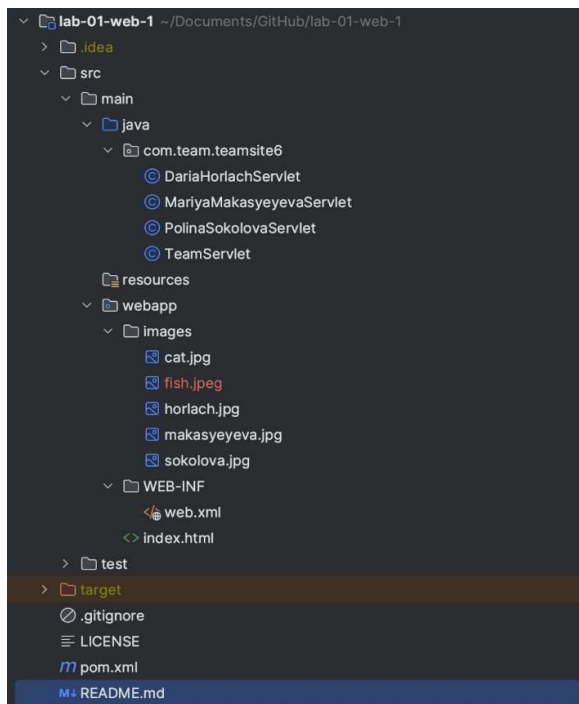 lab-01-web-1 ~/Documents/GitHub/lab-01-web-1
.idea
src
main
java
com.team.teamsite6
DariaHorlachServlet
MariyaMakasyeyevaServlet
PolinaSokolovaServlet
TeamServlet
resources
webapp
images
cat.jpg
fish.jpeg
horlach.jpg
makasyeyeva.jpg
sokolova.jpg
WEB-INF
web.xml
index.html
test
target
.gitignore
LICENSE
pom.xml
README.md